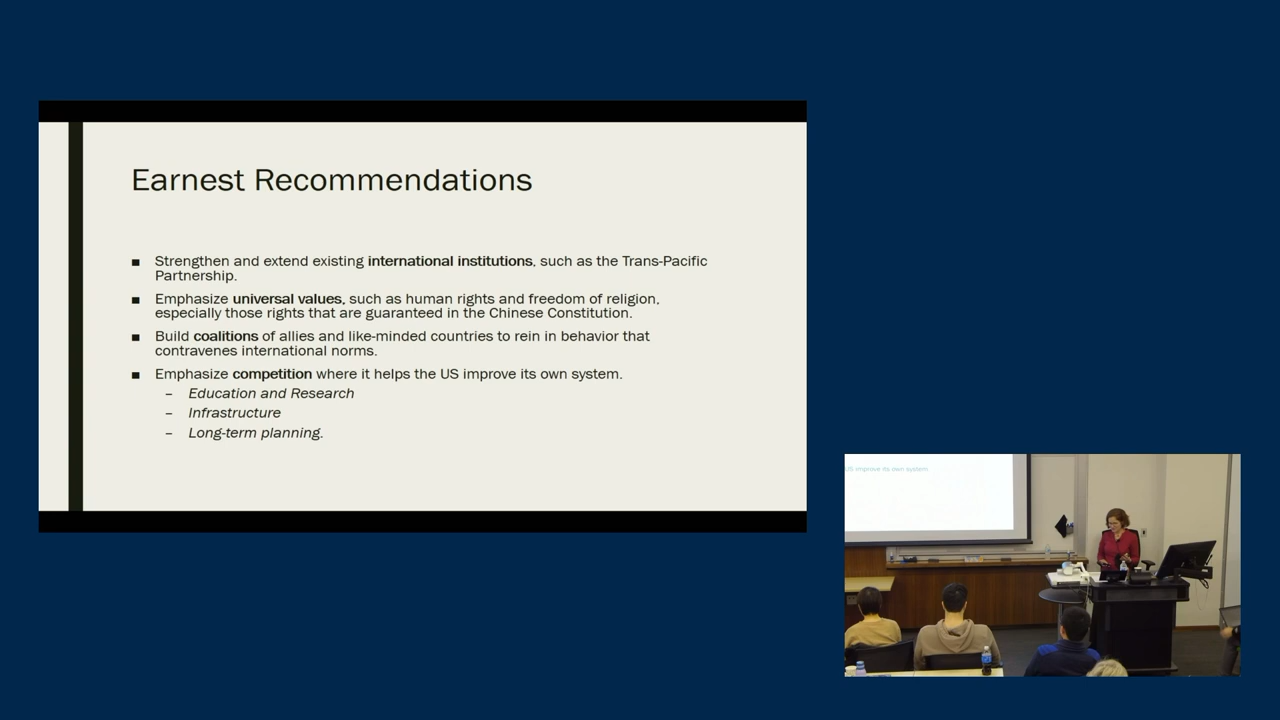 Earnest Recommendations
■ Strengthen and extend existing international institutions, such as the Trans-Pacific
Partnership.
■ Emphasize universal values, such as human rights and freedom of religion,
especially those rights that are guaranteed in the Chinese Constitution.
■ Build coalitions of allies and like-minded countries to rein in behavior that
contravenes international norms.
■ Emphasize competition where it helps the US improve its own system.
– Education and Research
– Infrastructure
– Long-term planning.
US improve its own system